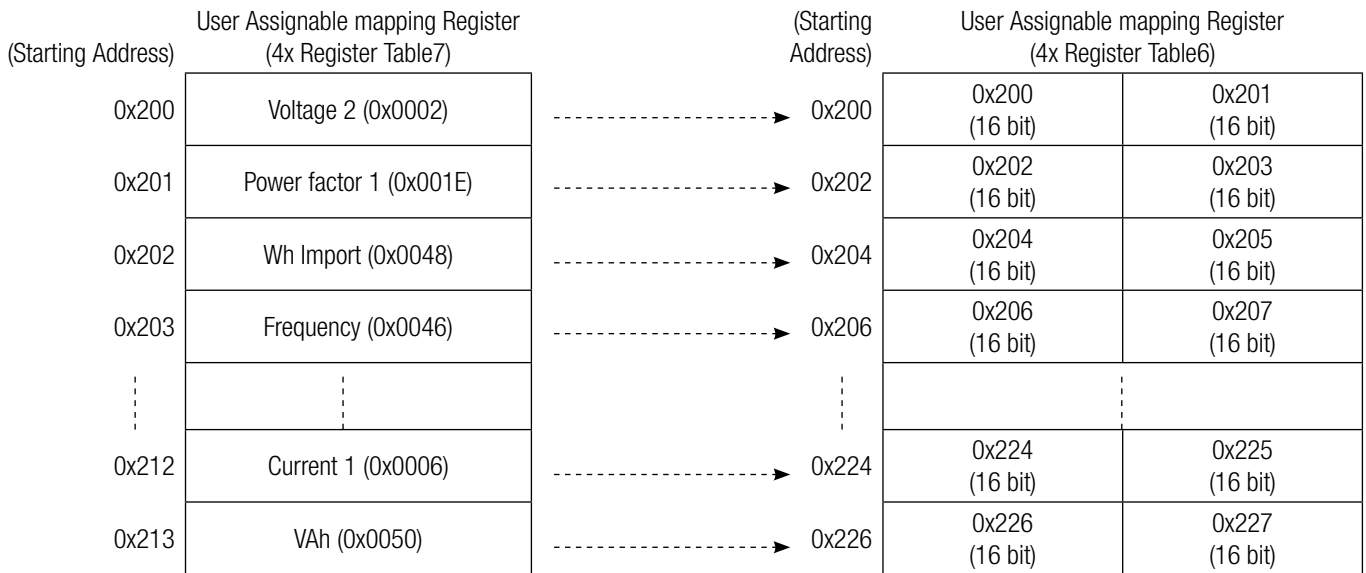 User Assignable mapping Register
(4x Register Table7)
(Starting Address)
(Starting
Address)
User Assignable mapping Register
(4x Register Table6)
0x200
Voltage 2 (0x0002)
0x200
0x200
(16 bit)
0x201
(16 bit)
0x201
Power factor 1 (0x001E)
0x202
0x202
(16 bit)
0x203
(16 bit)
0x202
Wh Import (0x0048)
0x204
0x204
(16 bit)
0x205
(16 bit)
0x203
Frequency (0x0046)
0x206
0x206
(16 bit)
0x207
(16 bit)
0x212
Current 1 (0x0006)
0x224
0x224
(16 bit)
0x225
(16 bit)
0x213
VAh (0x0050)
0x226
0x226
(16 bit)
0x227
(16 bit)